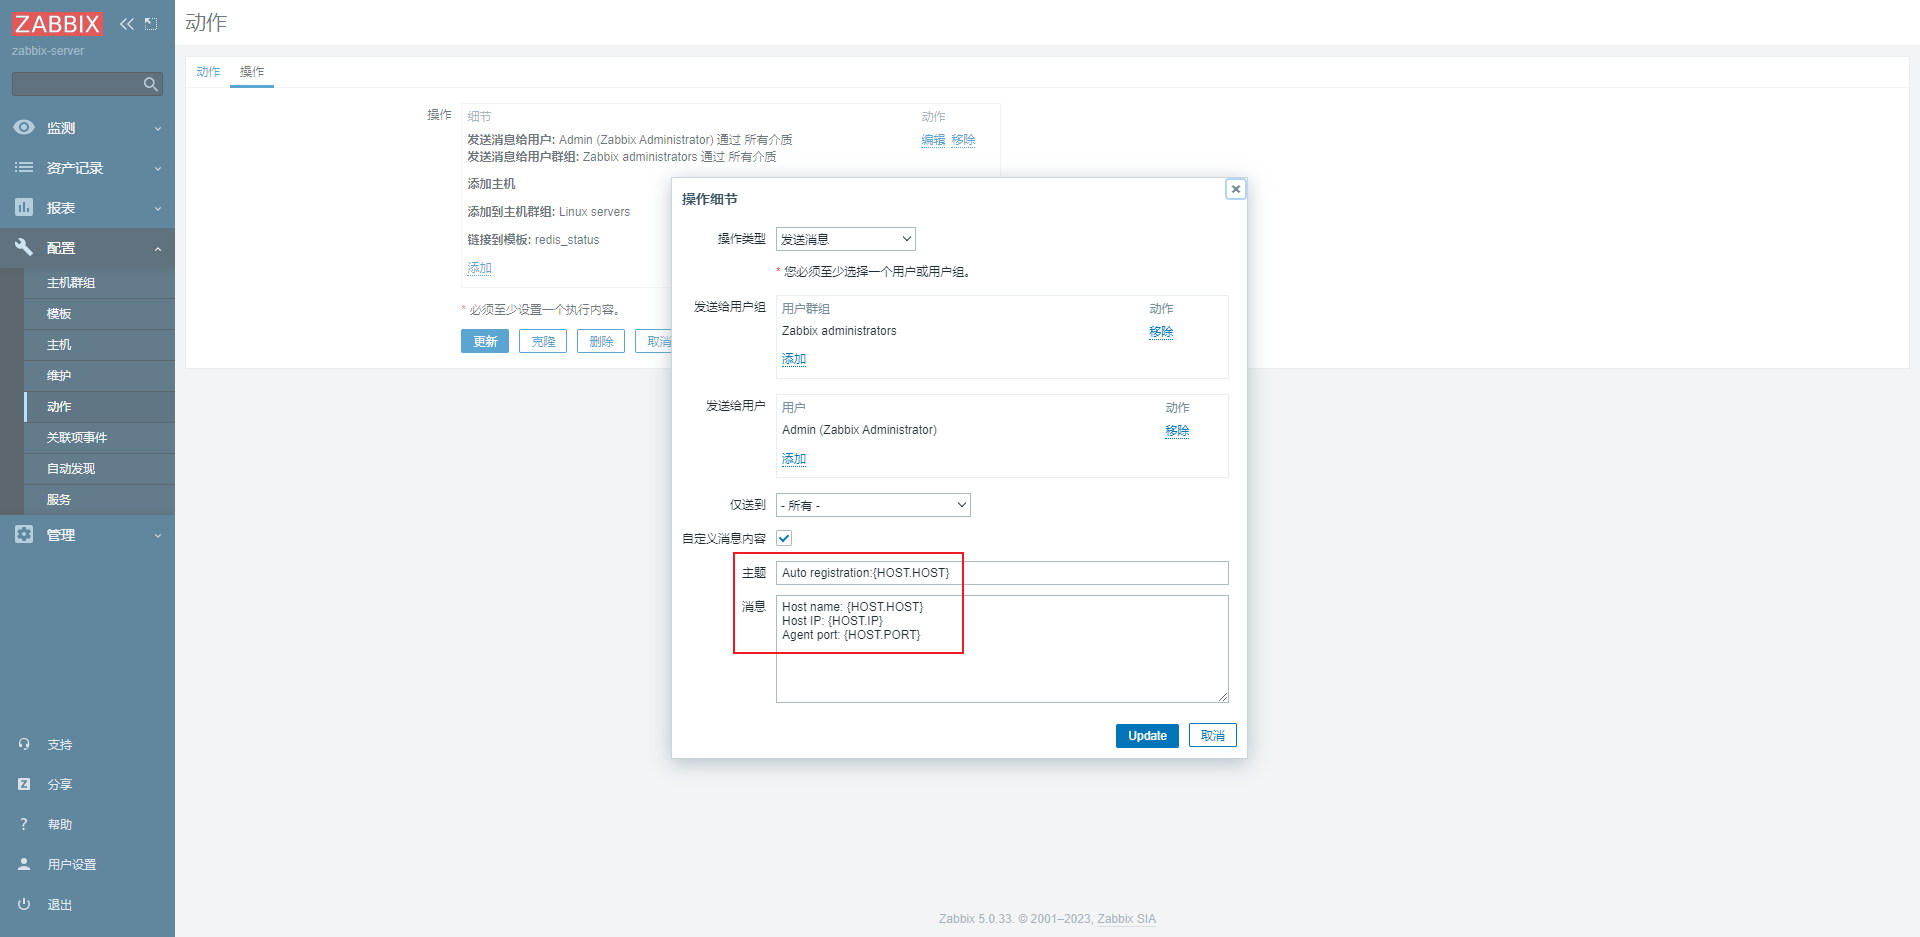 ZABBIX
zabbix-server
监测
资产记录
报表
配置
主机群组
模板
主机
维护
动作
关联项事件
自动发现
服务
管理
支持
分享
帮助
用户设置
退出
动作
动作 操作
操作 细节 动作
发送消息给用户: Admin (Zabbix Administrator) 通过 所有介质 编辑 移除
发送消息给用户群组: Zabbix administrators 通过 所有介质
添加主机
添加到主机群组: Linux servers
链接到模板: redis_status
添加
* 必须至少设置一个执行内容。
更新 克隆 删除 取消
操作细节
操作类型 发送消息
* 您必须至少选择一个用户或用户组。
发送给用户组 用户群组 动作
Zabbix administrators 移除
添加
发送给用户 用户 动作
Admin (Zabbix Administrator) 移除
添加
仅送到 - 所有 -
自定义消息内容
主题 Auto registration:{HOST.HOST}
消息 Host name: {HOST.HOST}
Host IP: {HOST.IP}
Agent port: {HOST.PORT}
Update 取消
Zabbix 5.0.33. © 2001–2023, Zabbix SIA